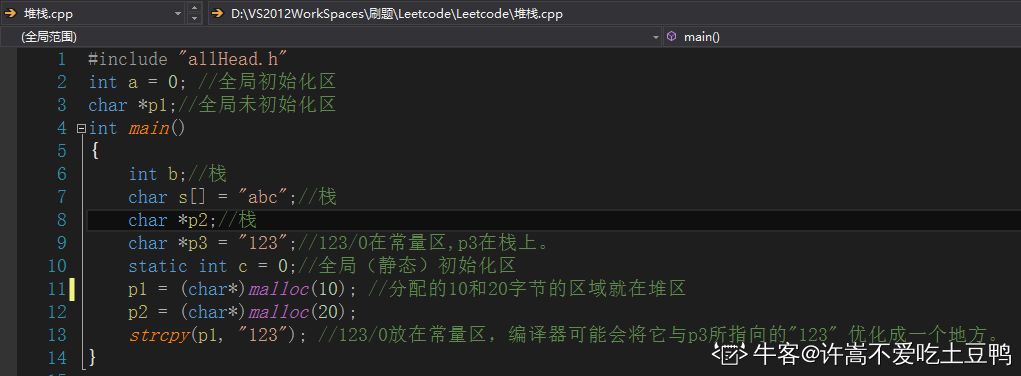 堆栈.cpp D:\VS2012WorkSpaces\刷题\Leetcode\Leetcode\堆栈.cpp
(全局范围) main()
1 #include "allHead.h"
2 int a = 0; //全局初始化区
3 char *p1;//全局未初始化区
4 int main()
5 {
6 int b;//栈
7 char s[] = "abc";//栈
8 char *p2;//栈
9 char *p3 = "123";//123/0在常量区,p3在栈上。
10 static int c = 0;//全局（静态）初始化区
11 p1 = (char*)malloc(10); //分配的10和20字节的区域就在堆区
12 p2 = (char*)malloc(20);
13 strcpy(p1, "123"); //123/0放在常量区，编译器可能会将它与p3所指向的"123" 优化成一个地方。
14 }
牛客@许嵩不爱吃土豆鸭